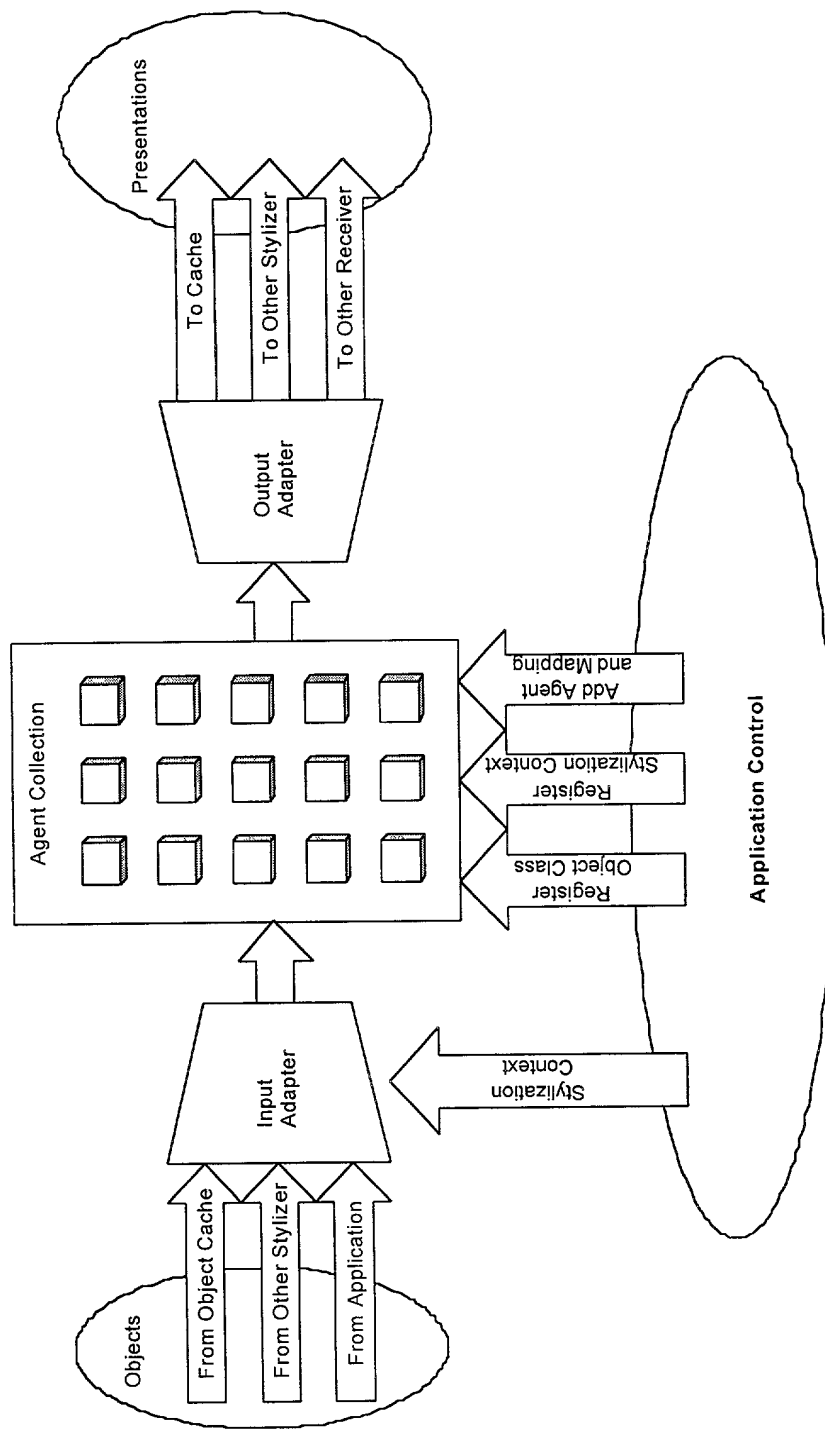 Objects
From Object Cache
From Other Stylizer
From Application
Input
Adapter
Stylization
Context
Agent Collection
Register
Object Class
Register
Stylization Context
Add Agent
and Mapping
Output
Adapter
To Cache
To Other Stylizer
To Other Receiver
Presentations
Application Control